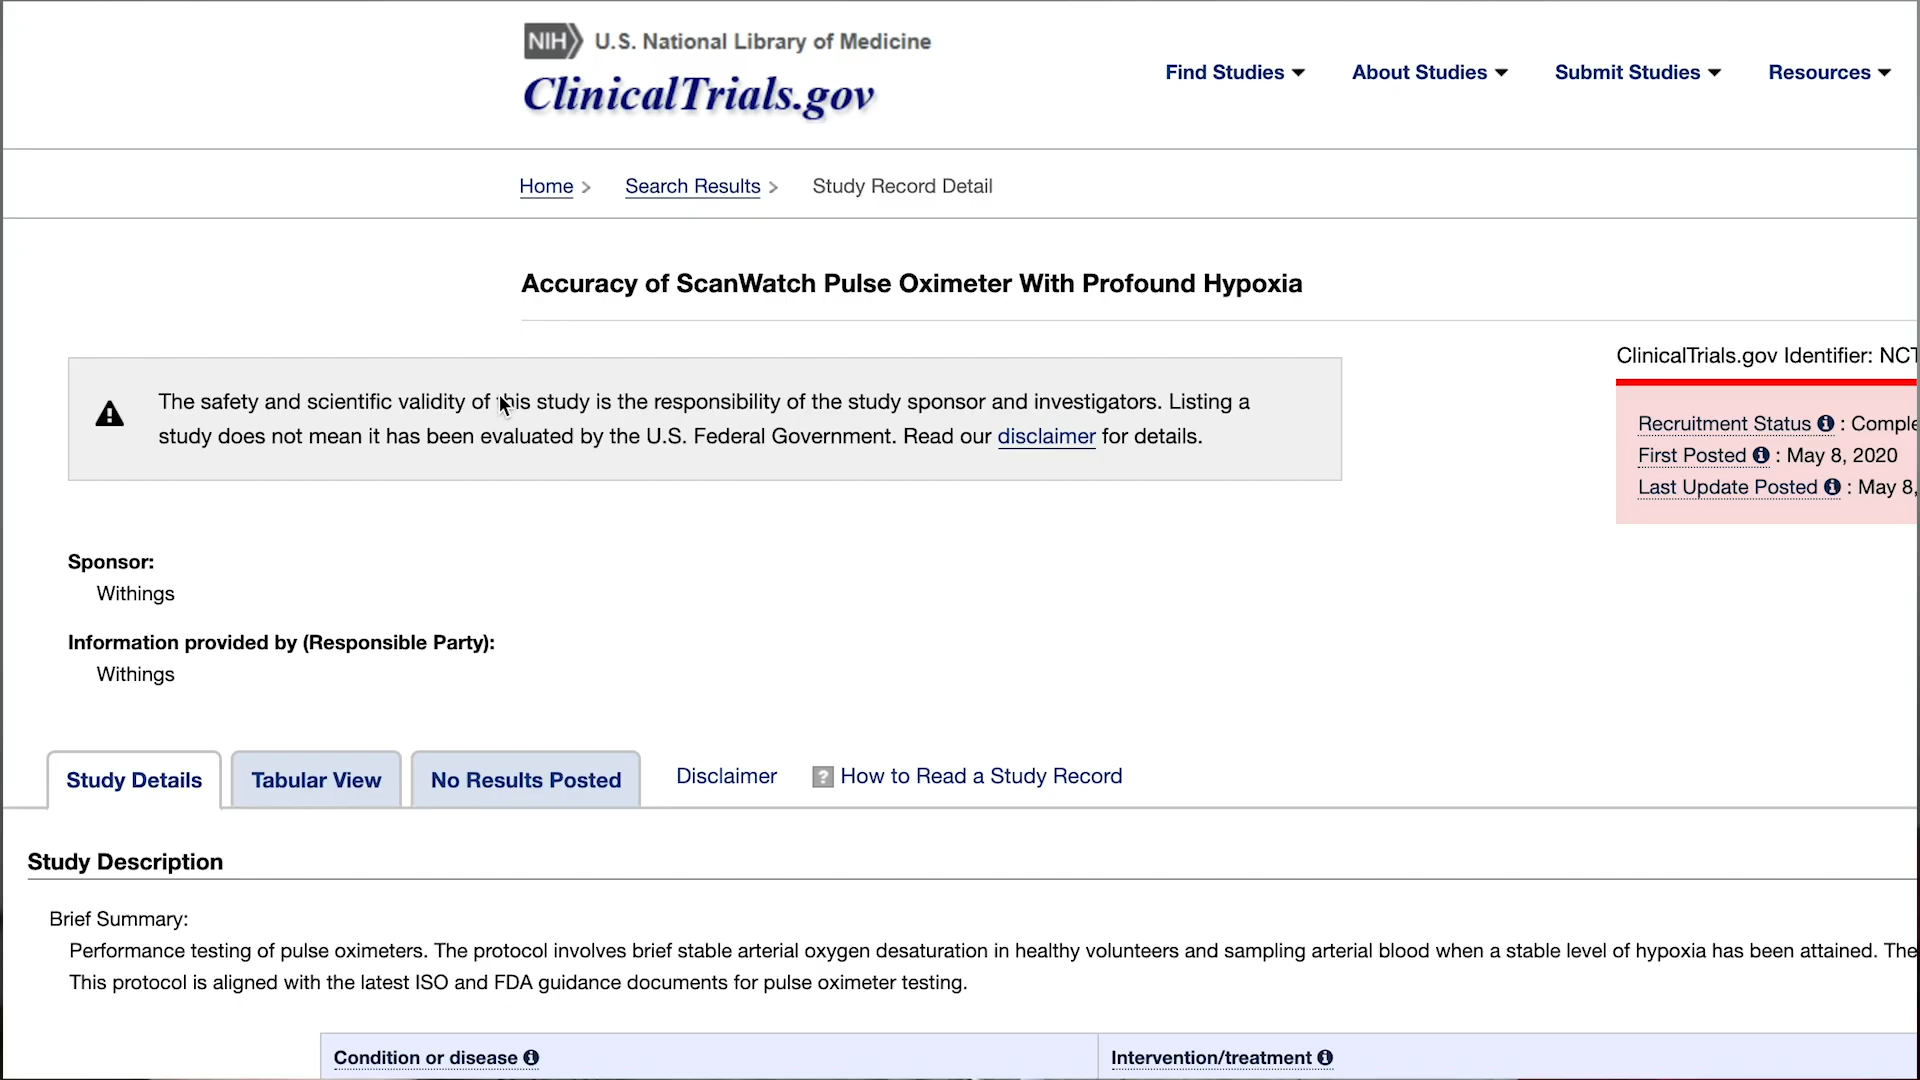 NIH U.S. National Library of Medicine
ClinicalTrials.gov
Find Studies About Studies Submit Studies Resources
Home > Search Results > Study Record Detail
Accuracy of ScanWatch Pulse Oximeter With Profound Hypoxia
ClinicalTrials.gov Identifier: NCT
The safety and scientific validity of this study is the responsibility of the study sponsor and investigators. Listing a
study does not mean it has been evaluated by the U.S. Federal Government. Read our disclaimer for details.
Recruitment Status : Comple
First Posted : May 8, 2020
Last Update Posted : May 8,
Sponsor:
Withings
Information provided by (Responsible Party):
Withings
Study Details Tabular View No Results Posted Disclaimer ? How to Read a Study Record
Study Description
Brief Summary:
Performance testing of pulse oximeters. The protocol involves brief stable arterial oxygen desaturation in healthy volunteers and sampling arterial blood when a stable level of hypoxia has been attained. The
This protocol is aligned with the latest ISO and FDA guidance documents for pulse oximeter testing.
Condition or disease Intervention/treatment